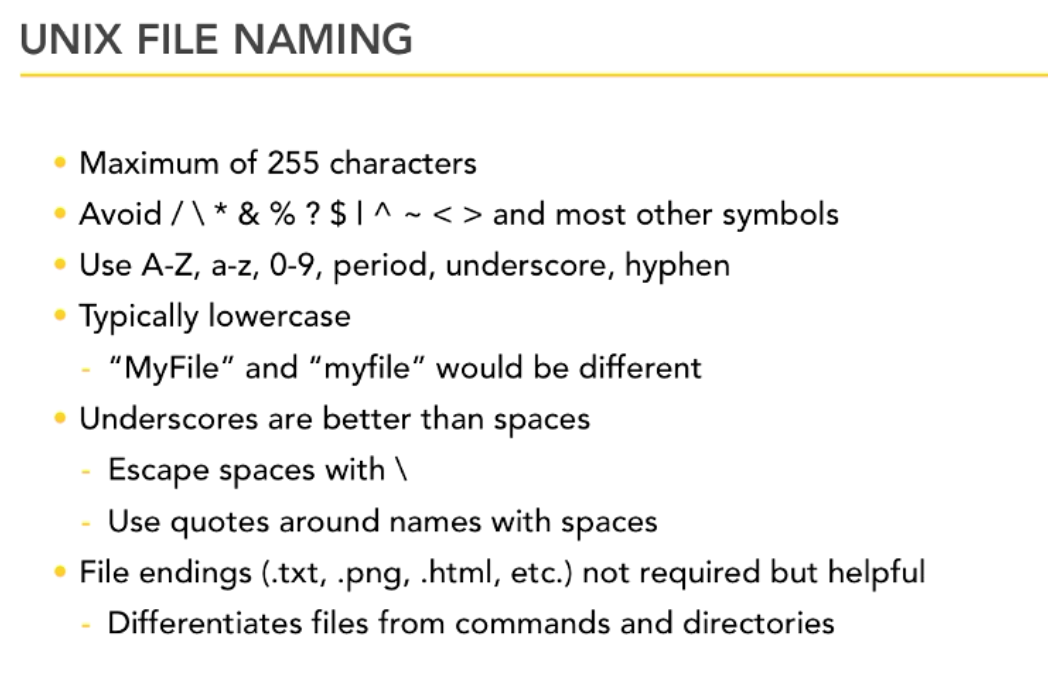 UNIX FILE NAMING
• Maximum of 255 characters
• Avoid / \ * & % ? $ | ^ ~ < > and most other symbols
• Use A-Z, a-z, 0-9, period, underscore, hyphen
• Typically lowercase
- “MyFile” and “myfile” would be different
• Underscores are better than spaces
- Escape spaces with \
- Use quotes around names with spaces
• File endings (.txt, .png, .html, etc.) not required but helpful
- Differentiates files from commands and directories